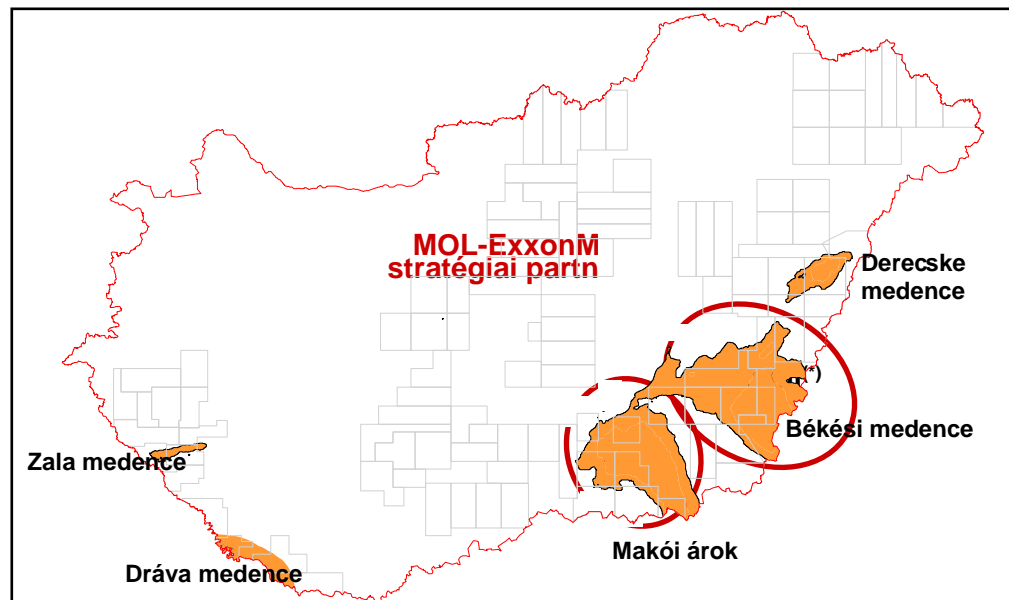 MOL-ExxonM
stratégiai partn
Derecske
medence
(*)
Békési medence
Zala medence
Makói árok
Dráva medence